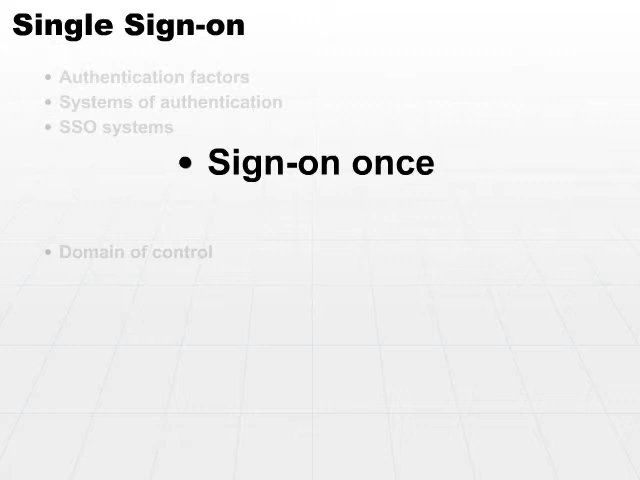 Single Sign-on
• Authentication factors
• Systems of authentication
• SSO systems
• Sign-on once
• Domain of control